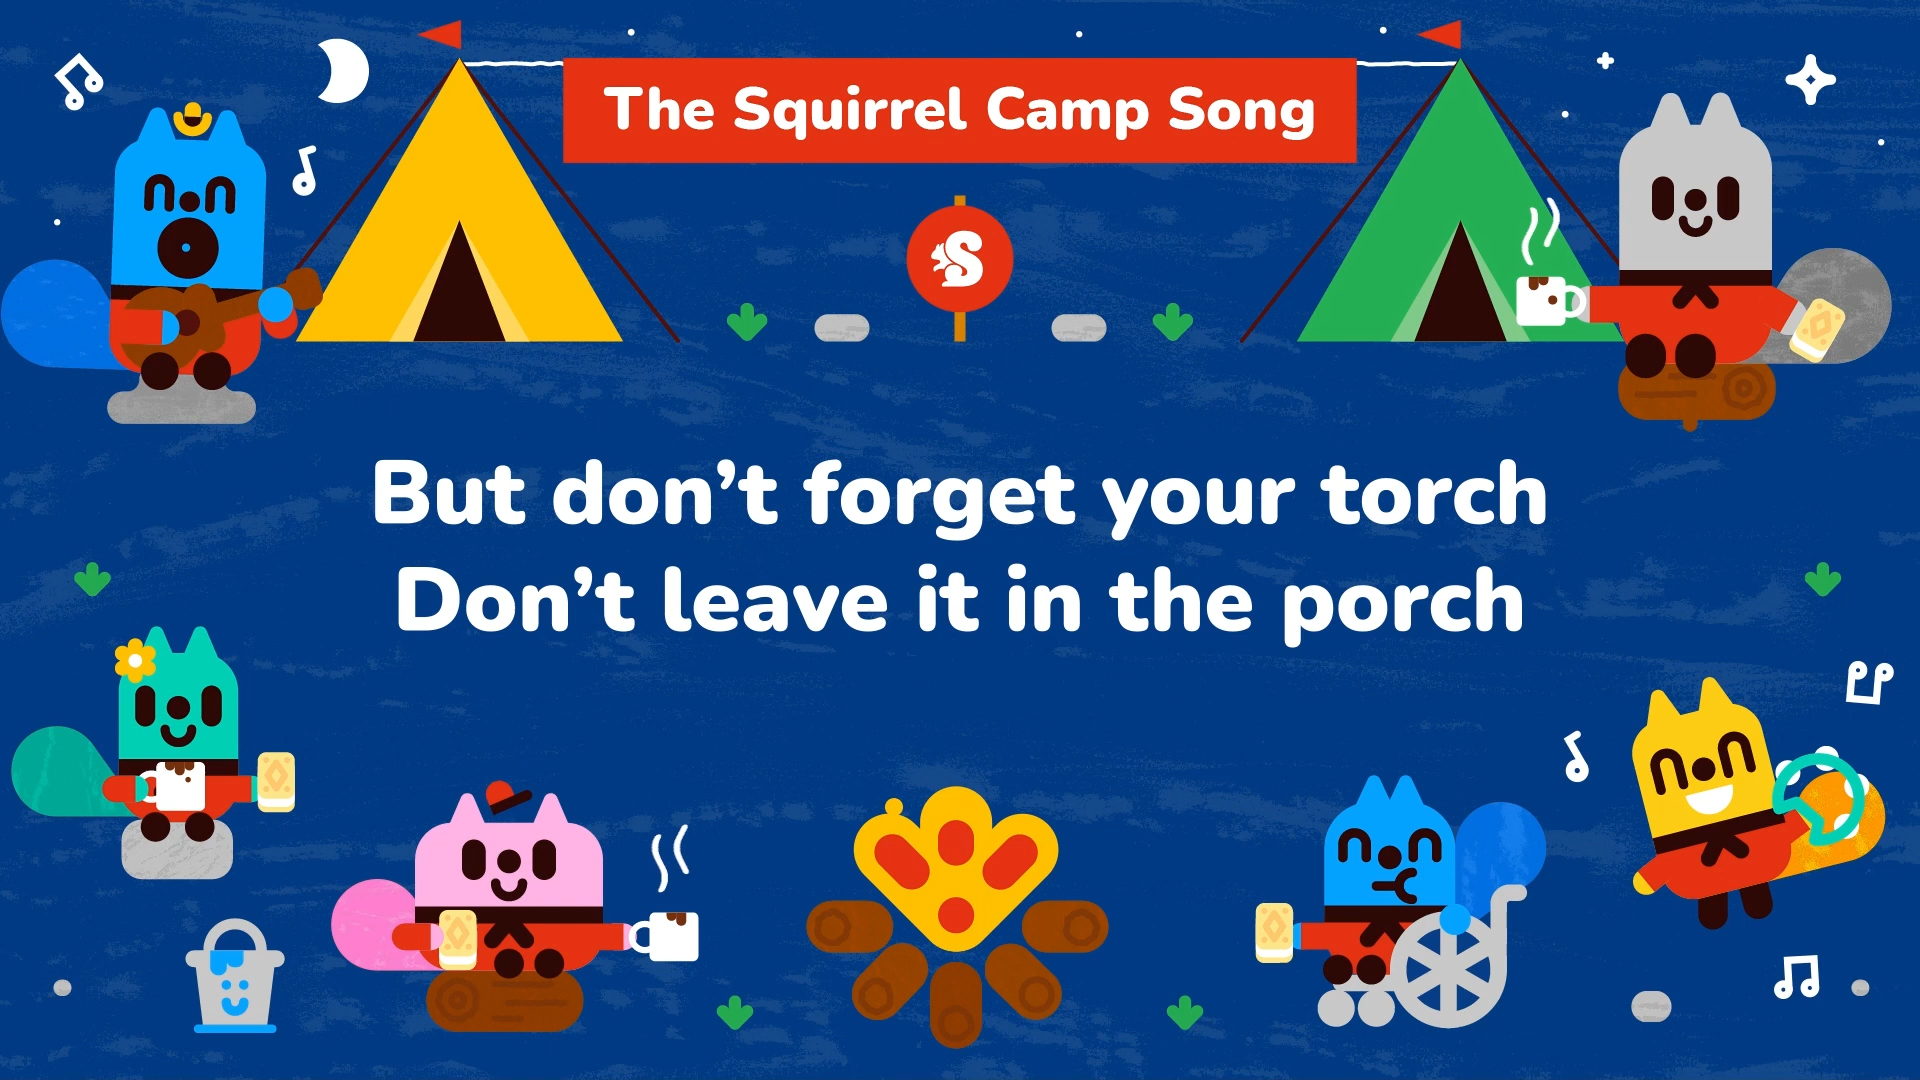 The Squirrel Camp Song
S
But don’t forget your torch
Don’t leave it in the porch